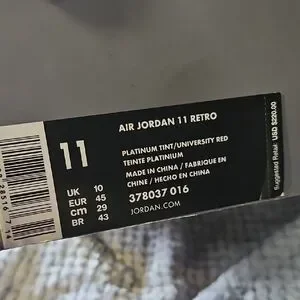 AIR JORDAN 11 RETRO
11
PLATINUM TINT/UNIVERSITY RED
TEINTE PLATINIUM
MADE IN CHINA / FABRIQUE EN
CHINE / HECHO EN CHINA
UK 10
EUR 45
cm 29
BR 43
378037 016
JORDAN.COM
Suggested Retail: USD $220.00